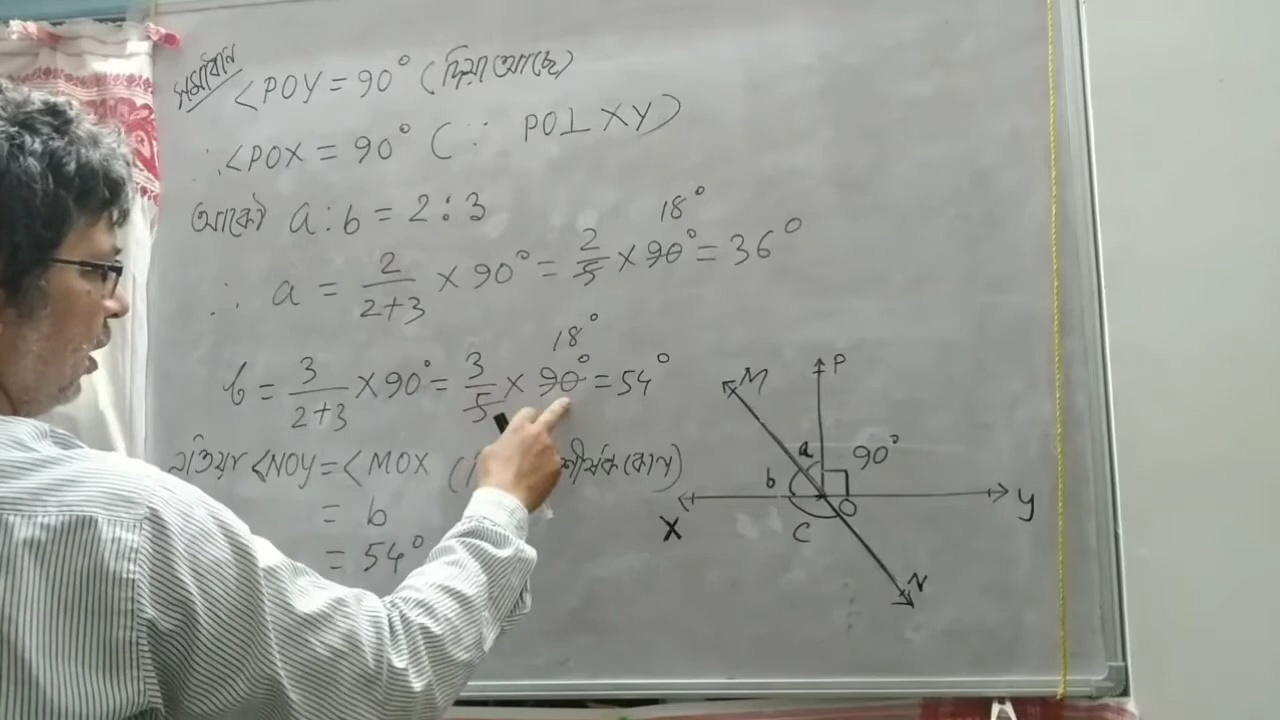 সমাধান
<POY = 90° (দিয়া আছে)
∴ <POX = 90° (∵ PO⊥XY)
আকৌ a : b = 2 : 3
∴ a = 2/(2+3) × 90° = 2/5 × 90° = 36°
18°
b = 3/(2+3) × 90° = 3/5 × 90° = 54°
18°
<NOY = <MOX (
= b
= 54°
M
P
a
90°
b
X
O
Y
C
N